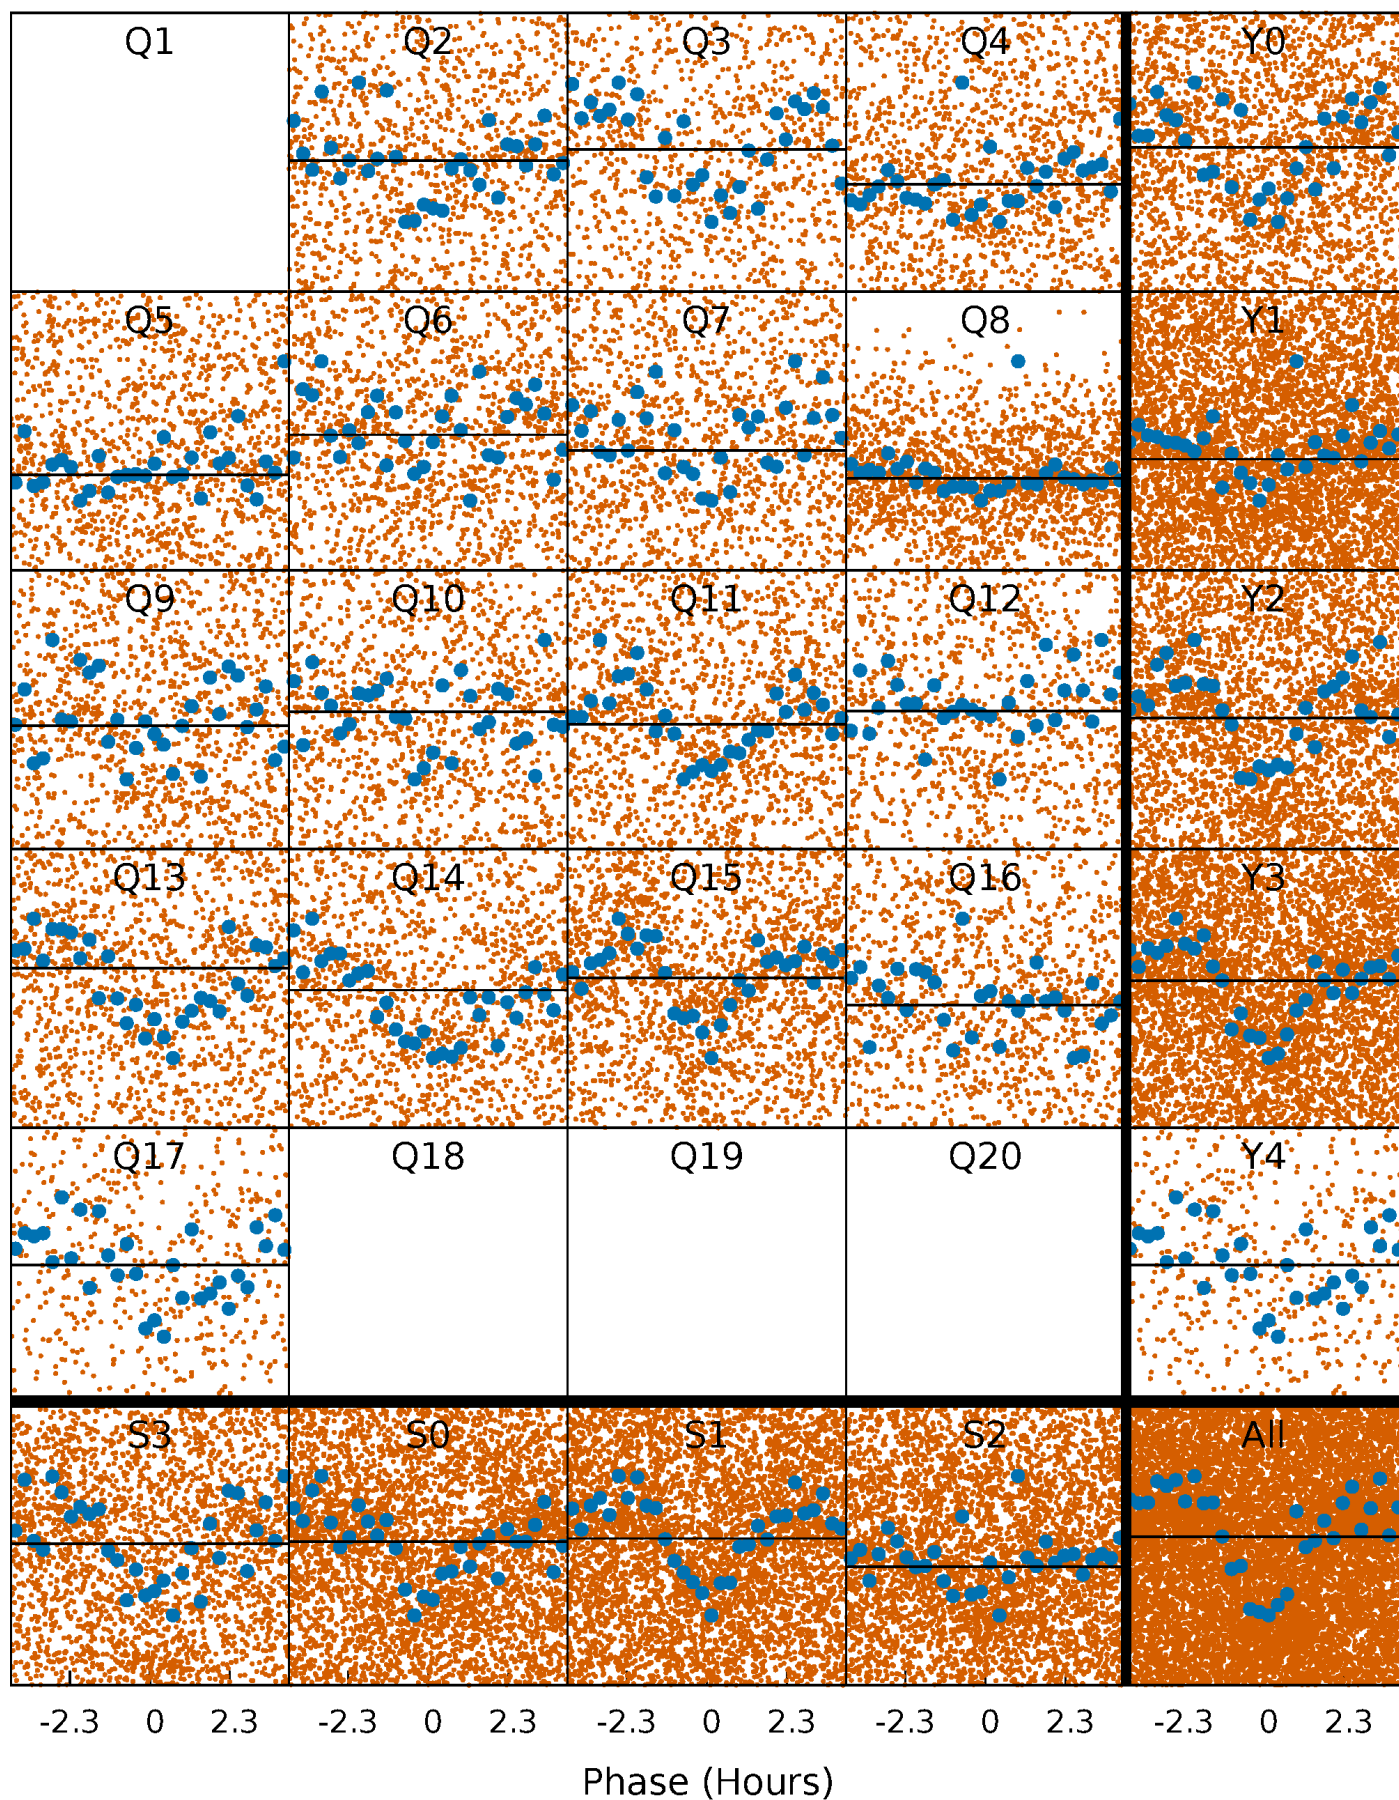 Q1 Q2 Q3 Q4 Y0
Q5 Q6 Q7 Q8 Y1
Q9 Q10 Q11 Q12 Y2
Q13 Q14 Q15 Q16 Y3
Q17 Q18 Q19 Q20 Y4
S3 S0 S1 S2 All
-2.3 0 2.3 -2.3 0 2.3 -2.3 0 2.3 -2.3 0 2.3 -2.3 0 2.3
Phase (Hours)